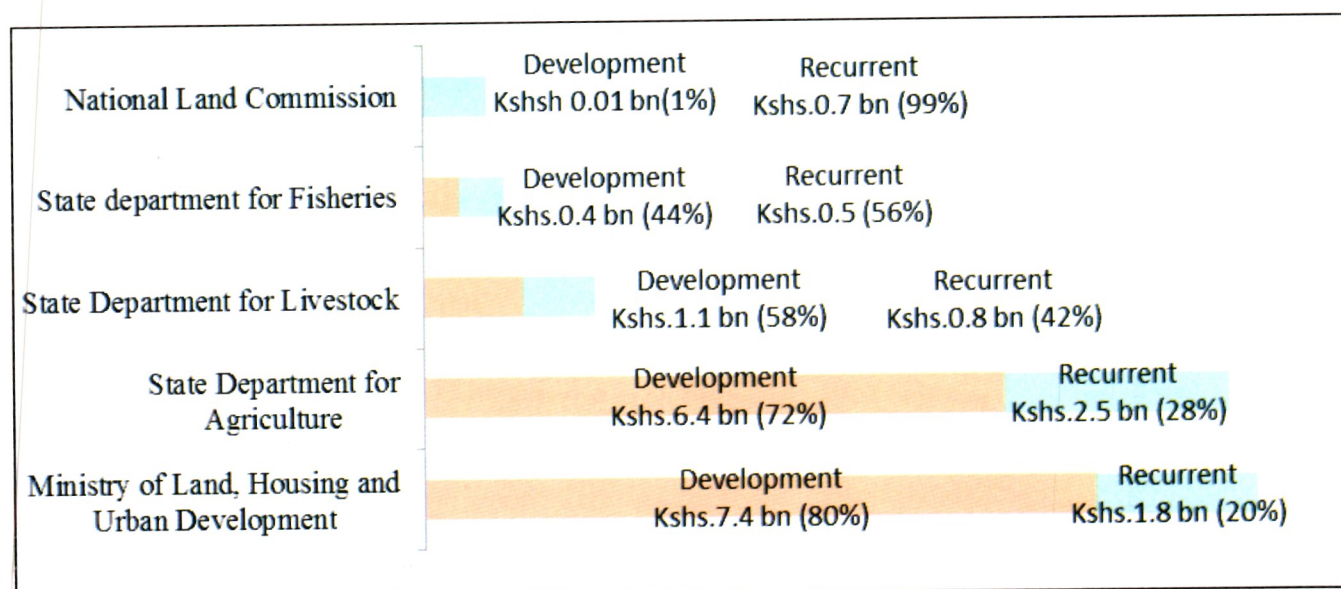 National Land Commission
Development
Kshsh 0.01 bn(1%)
Recurrent
Kshs.0.7 bn (99%)
State department for Fisheries
Development
Kshs.0.4 bn (44%)
Recurrent
Kshs.0.5 (56%)
State Department for Livestock
Development
Kshs.1.1 bn (58%)
Recurrent
Kshs.0.8 bn (42%)
State Department for
Agriculture
Development
Kshs.6.4 bn (72%)
Recurrent
Kshs.2.5 bn (28%)
Ministry of Land, Housing and
Urban Development
Development
Kshs.7.4 bn (80%)
Recurrent
Kshs.1.8 bn (20%)